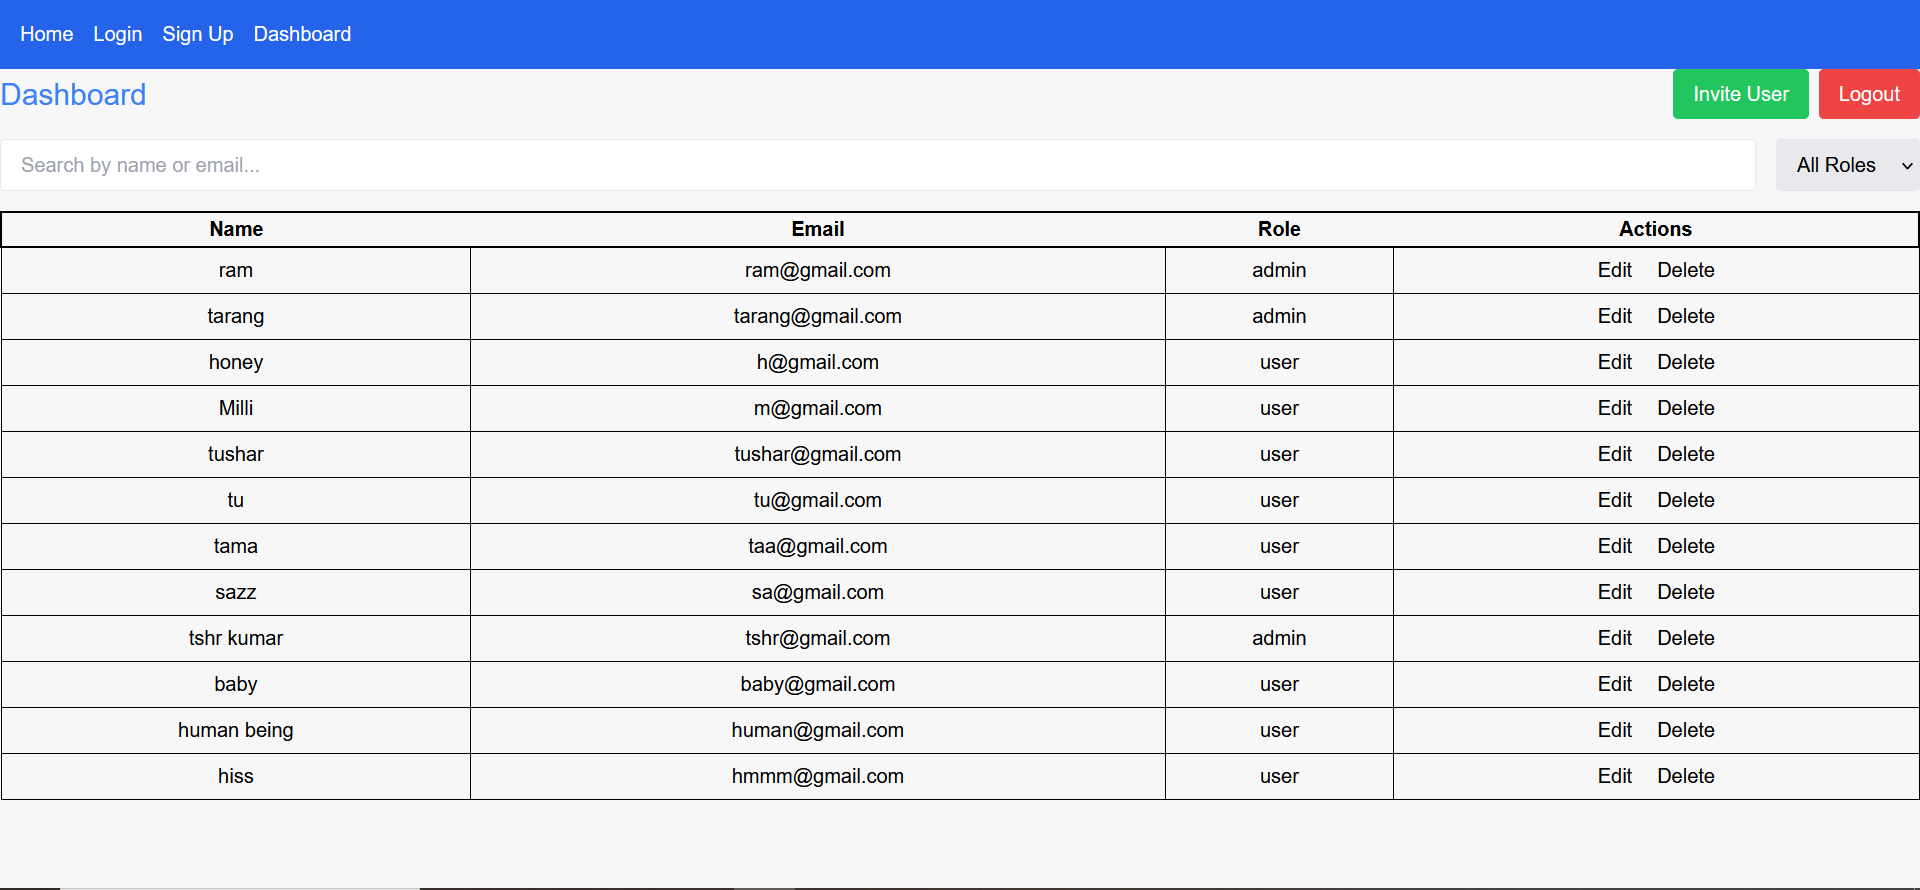 Home Login Sign Up Dashboard
Dashboard Invite User Logout
Search by name or email... All Roles
Name Email Role Actions
ram ram@gmail.com admin Edit Delete
tarang tarang@gmail.com admin Edit Delete
honey h@gmail.com user Edit Delete
Milli m@gmail.com user Edit Delete
tushar tushar@gmail.com user Edit Delete
tu tu@gmail.com user Edit Delete
tama taa@gmail.com user Edit Delete
sazz sa@gmail.com user Edit Delete
tshr kumar tshr@gmail.com admin Edit Delete
baby baby@gmail.com user Edit Delete
human being human@gmail.com user Edit Delete
hiss hmmm@gmail.com user Edit Delete